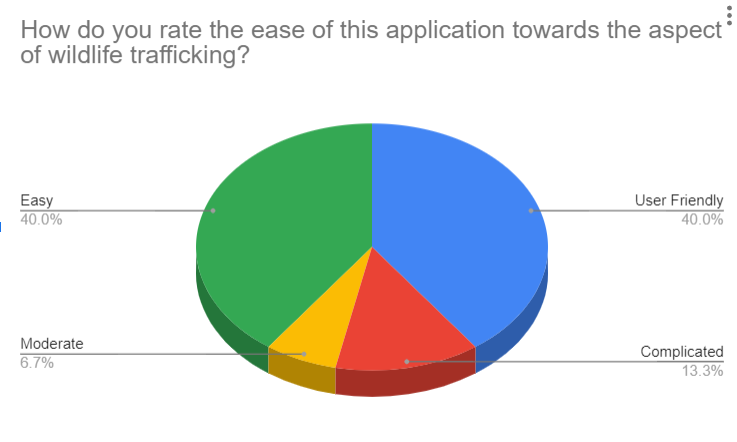 How do you rate the ease of this application towards the aspect
of wildlife trafficking?
Easy
40.0%
User Friendly
40.0%
Moderate
6.7%
Complicated
13.3%